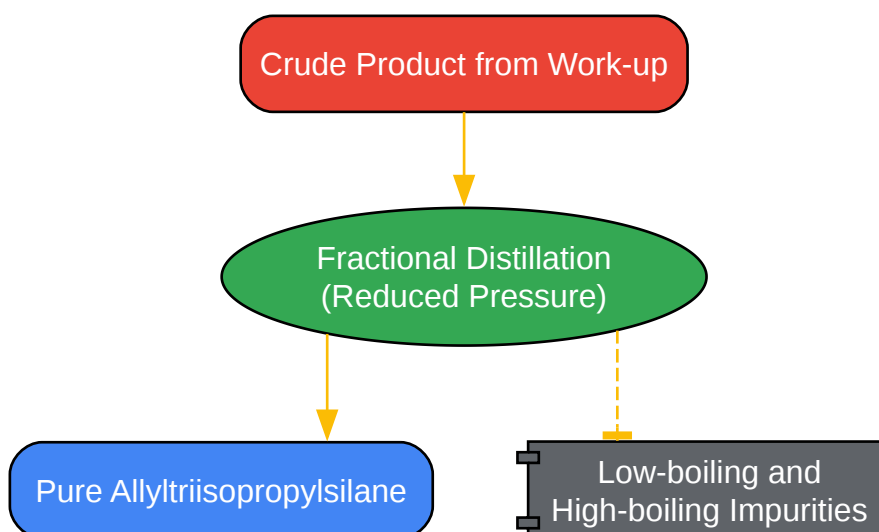 Crude Product from Work-up
Fractional Distillation
(Reduced Pressure)
Pure Allyltriisopropylsilane
Low-boiling and
High-boiling Impurities